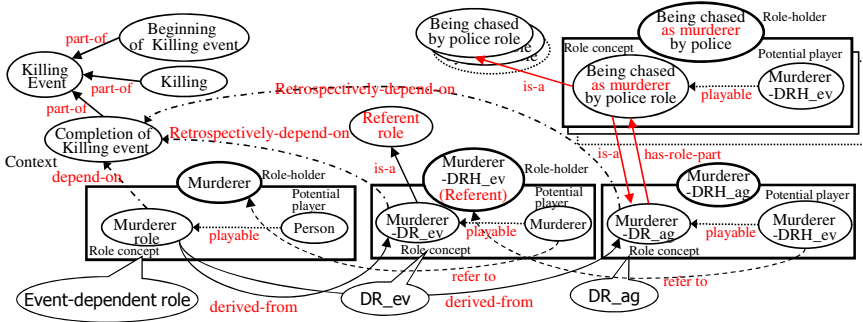 Beginning
of Killing event
part-of
Killing
Event
part-of
Killing
part-of
Completion of
Killing event
Context
depend-on
Retrospectively-depend-on
Retrospectively-depend-on
Referent
role
is-a
Being chased
by police role
is-a
Being chased
as murderer
by police
Role-holder
Role concept
Potential
player
Being chased
as murderer
by police role
playable
Murderer
-DRH_ev
is-a
has-role-part
Murderer
Role-holder
Potential
player
Murderer
role
playable
Person
Role concept
Murderer
-DRH_ev
(Referent)
Role-holder
Potential
player
Murderer
-DR_ev
playable
Murderer
Role concept
Murderer
-DRH_ag
Role-holder
Potential player
Murderer
-DR_ag
playable
Murderer
-DRH_ev
Role concept
refer to
refer to
Event-dependent role
derived-from
DR_ev
derived-from
DR_ag